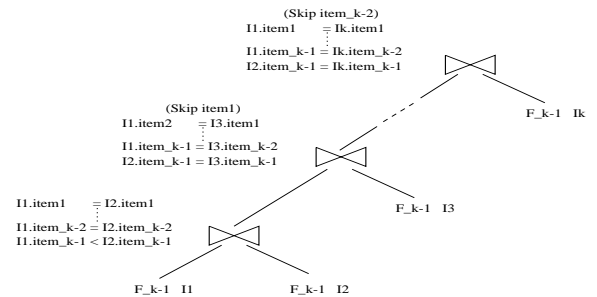 (Skip item_k-2)
I1.item1 = Ik.item1
I1.item_k-1 = Ik.item_k-2
I2.item_k-1 = Ik.item_k-1
F_k-1 Ik
(Skip item1)
I1.item2 = I3.item1
I1.item_k-1 = I3.item_k-2
I2.item_k-1 = I3.item_k-1
F_k-1 I3
I1.item1 = I2.item1
I1.item_k-2 = I2.item_k-2
I1.item_k-1 < I2.item_k-1
F_k-1 I1 F_k-1 I2